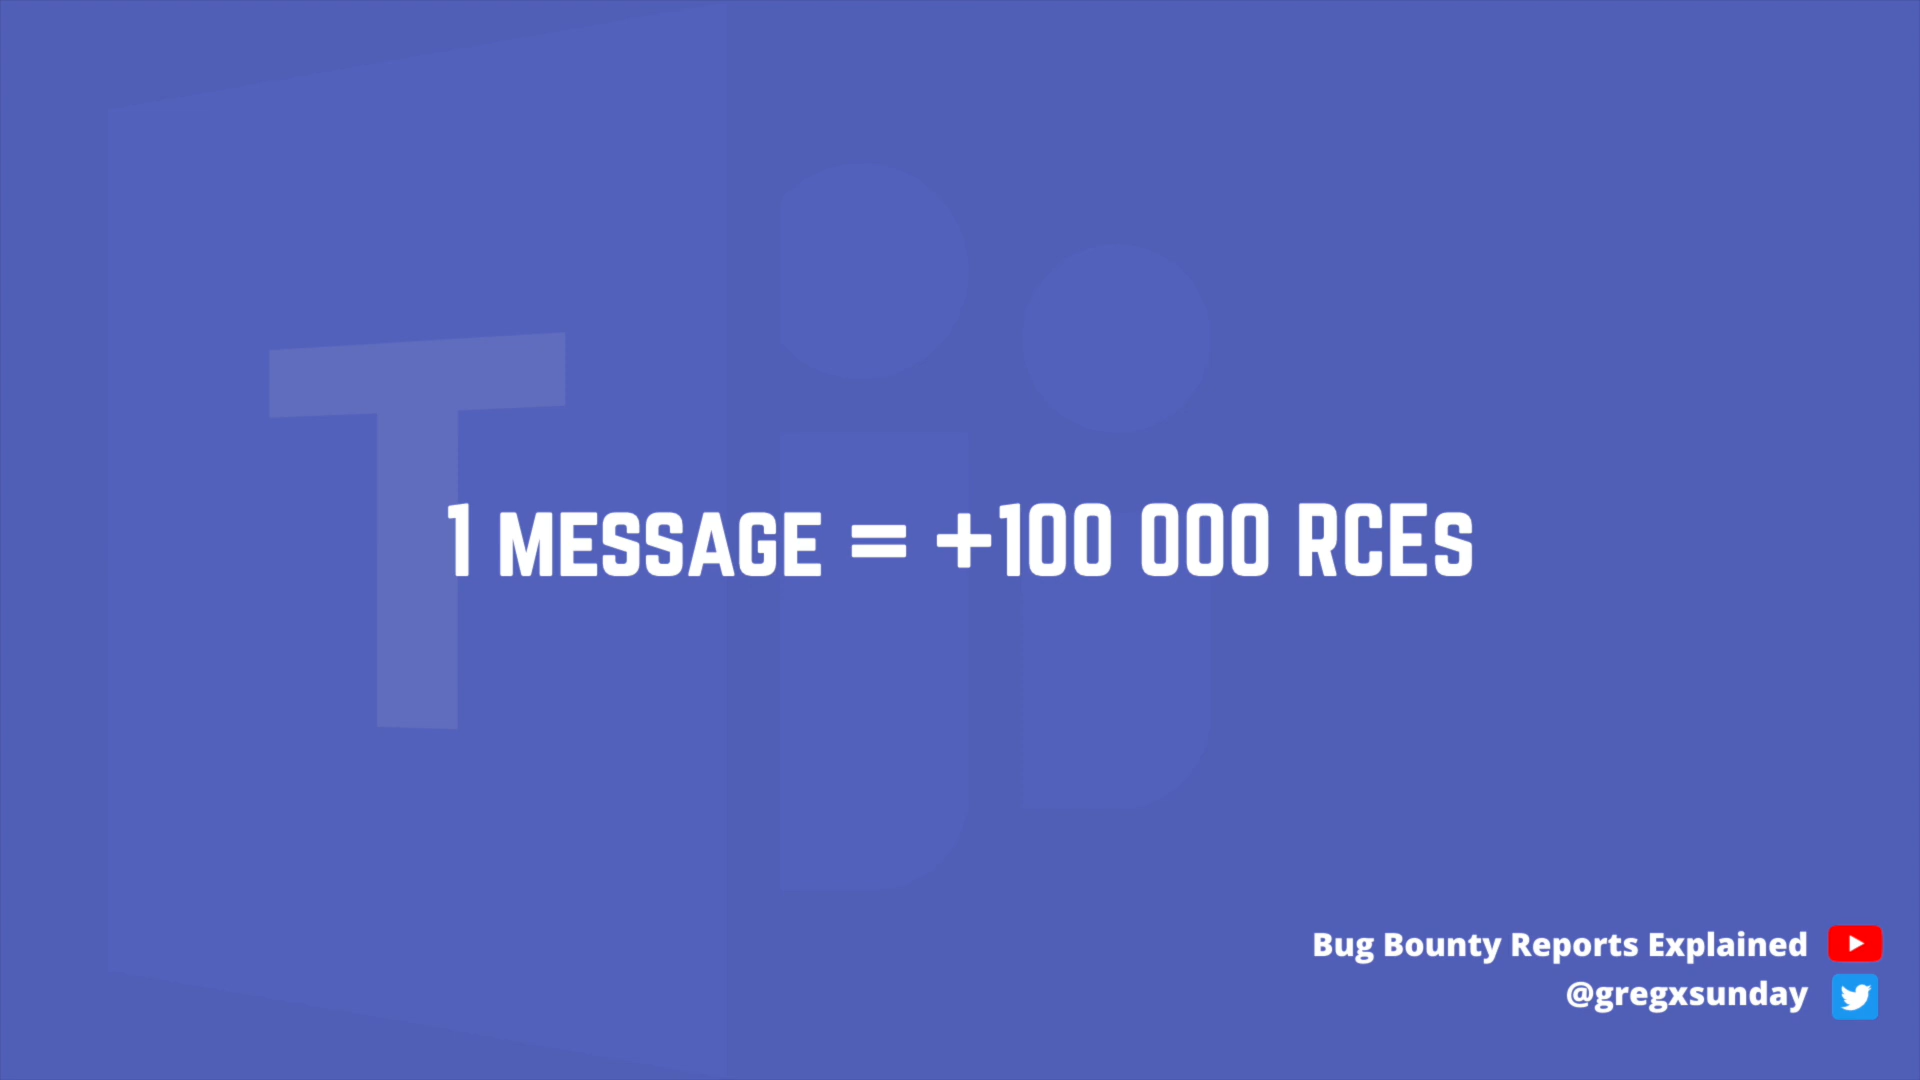 T
1 MESSAGE = +100 000 RCEs
Bug Bounty Reports Explained
@gregxsunday